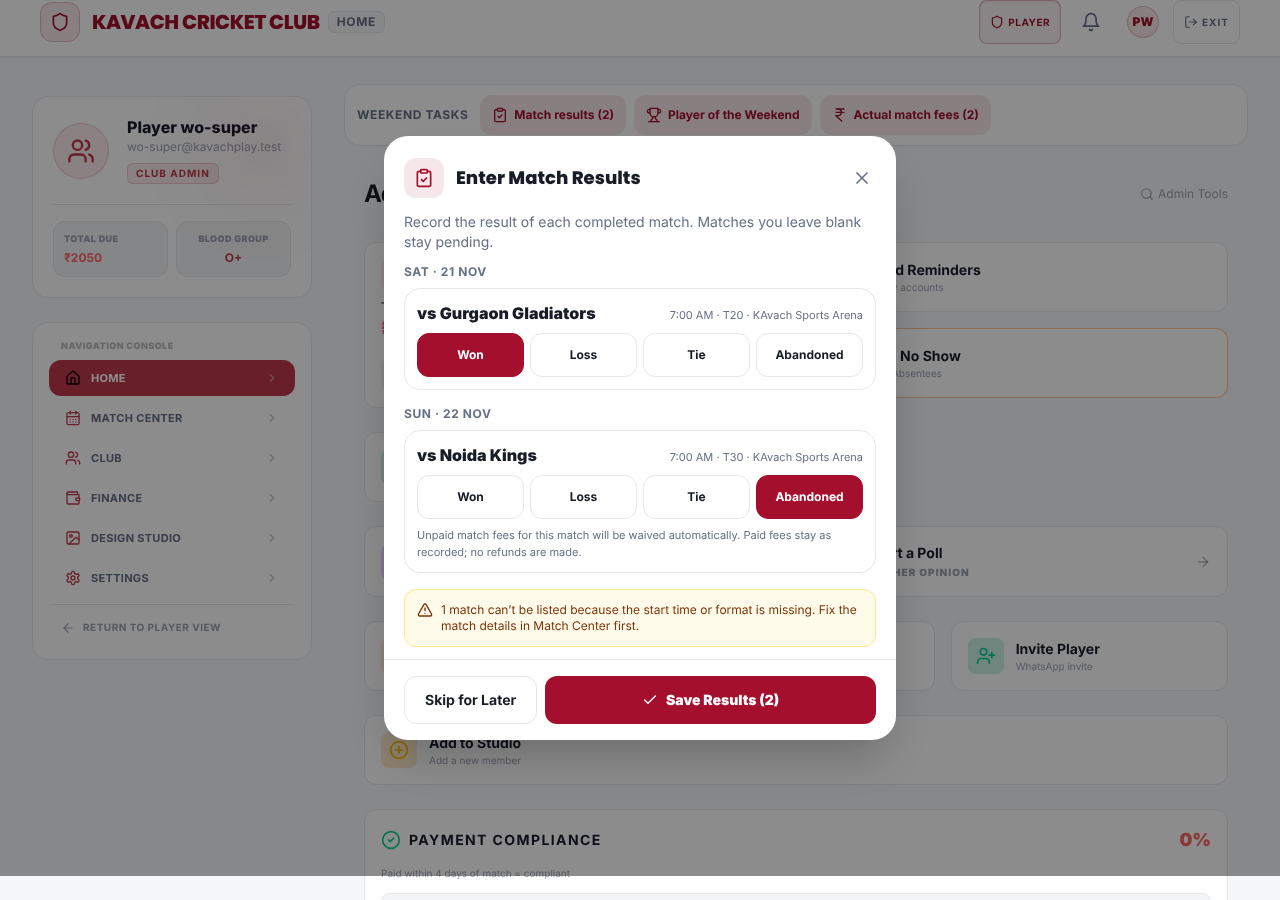 KAVACH CRICKET CLUB HOME
PLAYER
PW
EXIT
Player wo-super
wo-super@kavachplay.test
CLUB ADMIN
TOTAL DUE
₹2050
BLOOD GROUP
O+
NAVIGATION CONSOLE
HOME
MATCH CENTER
CLUB
FINANCE
DESIGN STUDIO
SETTINGS
RETURN TO PLAYER VIEW
WEEKEND TASKS
Match results (2)
Player of the Weekend
Actual match fees (2)
Admin Tools
Enter Match Results
Record the result of each completed match. Matches you leave blank
stay pending.
SAT · 21 NOV
vs Gurgaon Gladiators
7:00 AM · T20 · KAvach Sports Arena
Won
Loss
Tie
Abandoned
SUN · 22 NOV
vs Noida Kings
7:00 AM · T30 · KAvach Sports Arena
Won
Loss
Tie
Abandoned
Unpaid match fees for this match will be waived automatically. Paid fees stay as
recorded; no refunds are made.
1 match can’t be listed because the start time or format is missing. Fix the
match details in Match Center first.
Skip for Later
Save Results (2)
Reminders
accounts
No Show
Absentees
a Poll
OPINION
Invite Player
WhatsApp invite
Add to Studio
Add a new member
PAYMENT COMPLIANCE
0%
Paid within 4 days of match = compliant